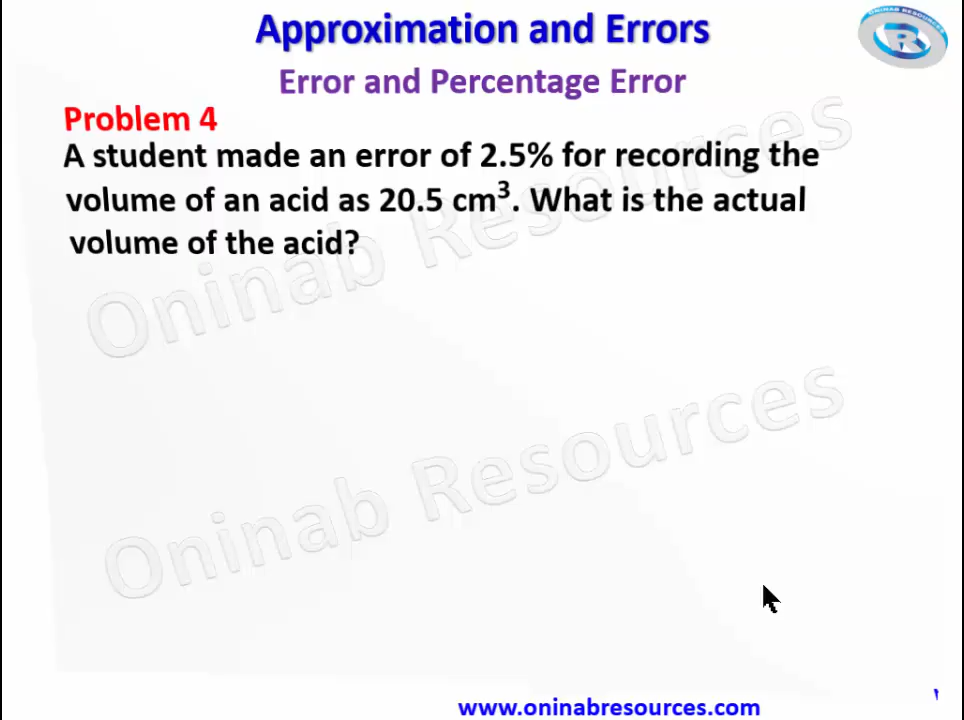 Approximation and Errors
ONINAB RESOURCES
R
Error and Percentage Error
Problem 4
A student made an error of 2.5% for recording the
volume of an acid as 20.5 cm³. What is the actual
volume of the acid?
Oninab Resources
Oninab Resources
www.oninabresources.com